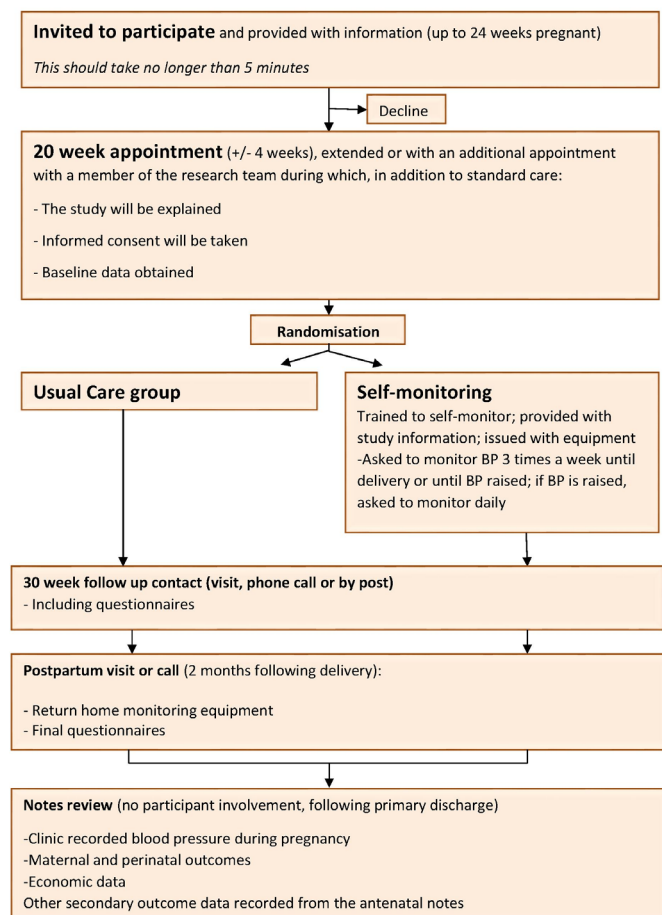 Invited to participate and provided with information (up to 24 weeks pregnant)
This should take no longer than 5 minutes
Decline
20 week appointment (+/- 4 weeks), extended or with an additional appointment
with a member of the research team during which, in addition to standard care:
- The study will be explained
- Informed consent will be taken
- Baseline data obtained
Randomisation
Usual Care group
Self-monitoring
Trained to self-monitor; provided with
study information; issued with equipment
-Asked to monitor BP 3 times a week until
delivery or until BP raised; if BP is raised,
asked to monitor daily
30 week follow up contact (visit, phone call or by post)
- Including questionnaires
Postpartum visit or call (2 months following delivery):
- Return home monitoring equipment
- Final questionnaires
Notes review (no participant involvement, following primary discharge)
-Clinic recorded blood pressure during pregnancy
-Maternal and perinatal outcomes
-Economic data
Other secondary outcome data recorded from the antenatal notes